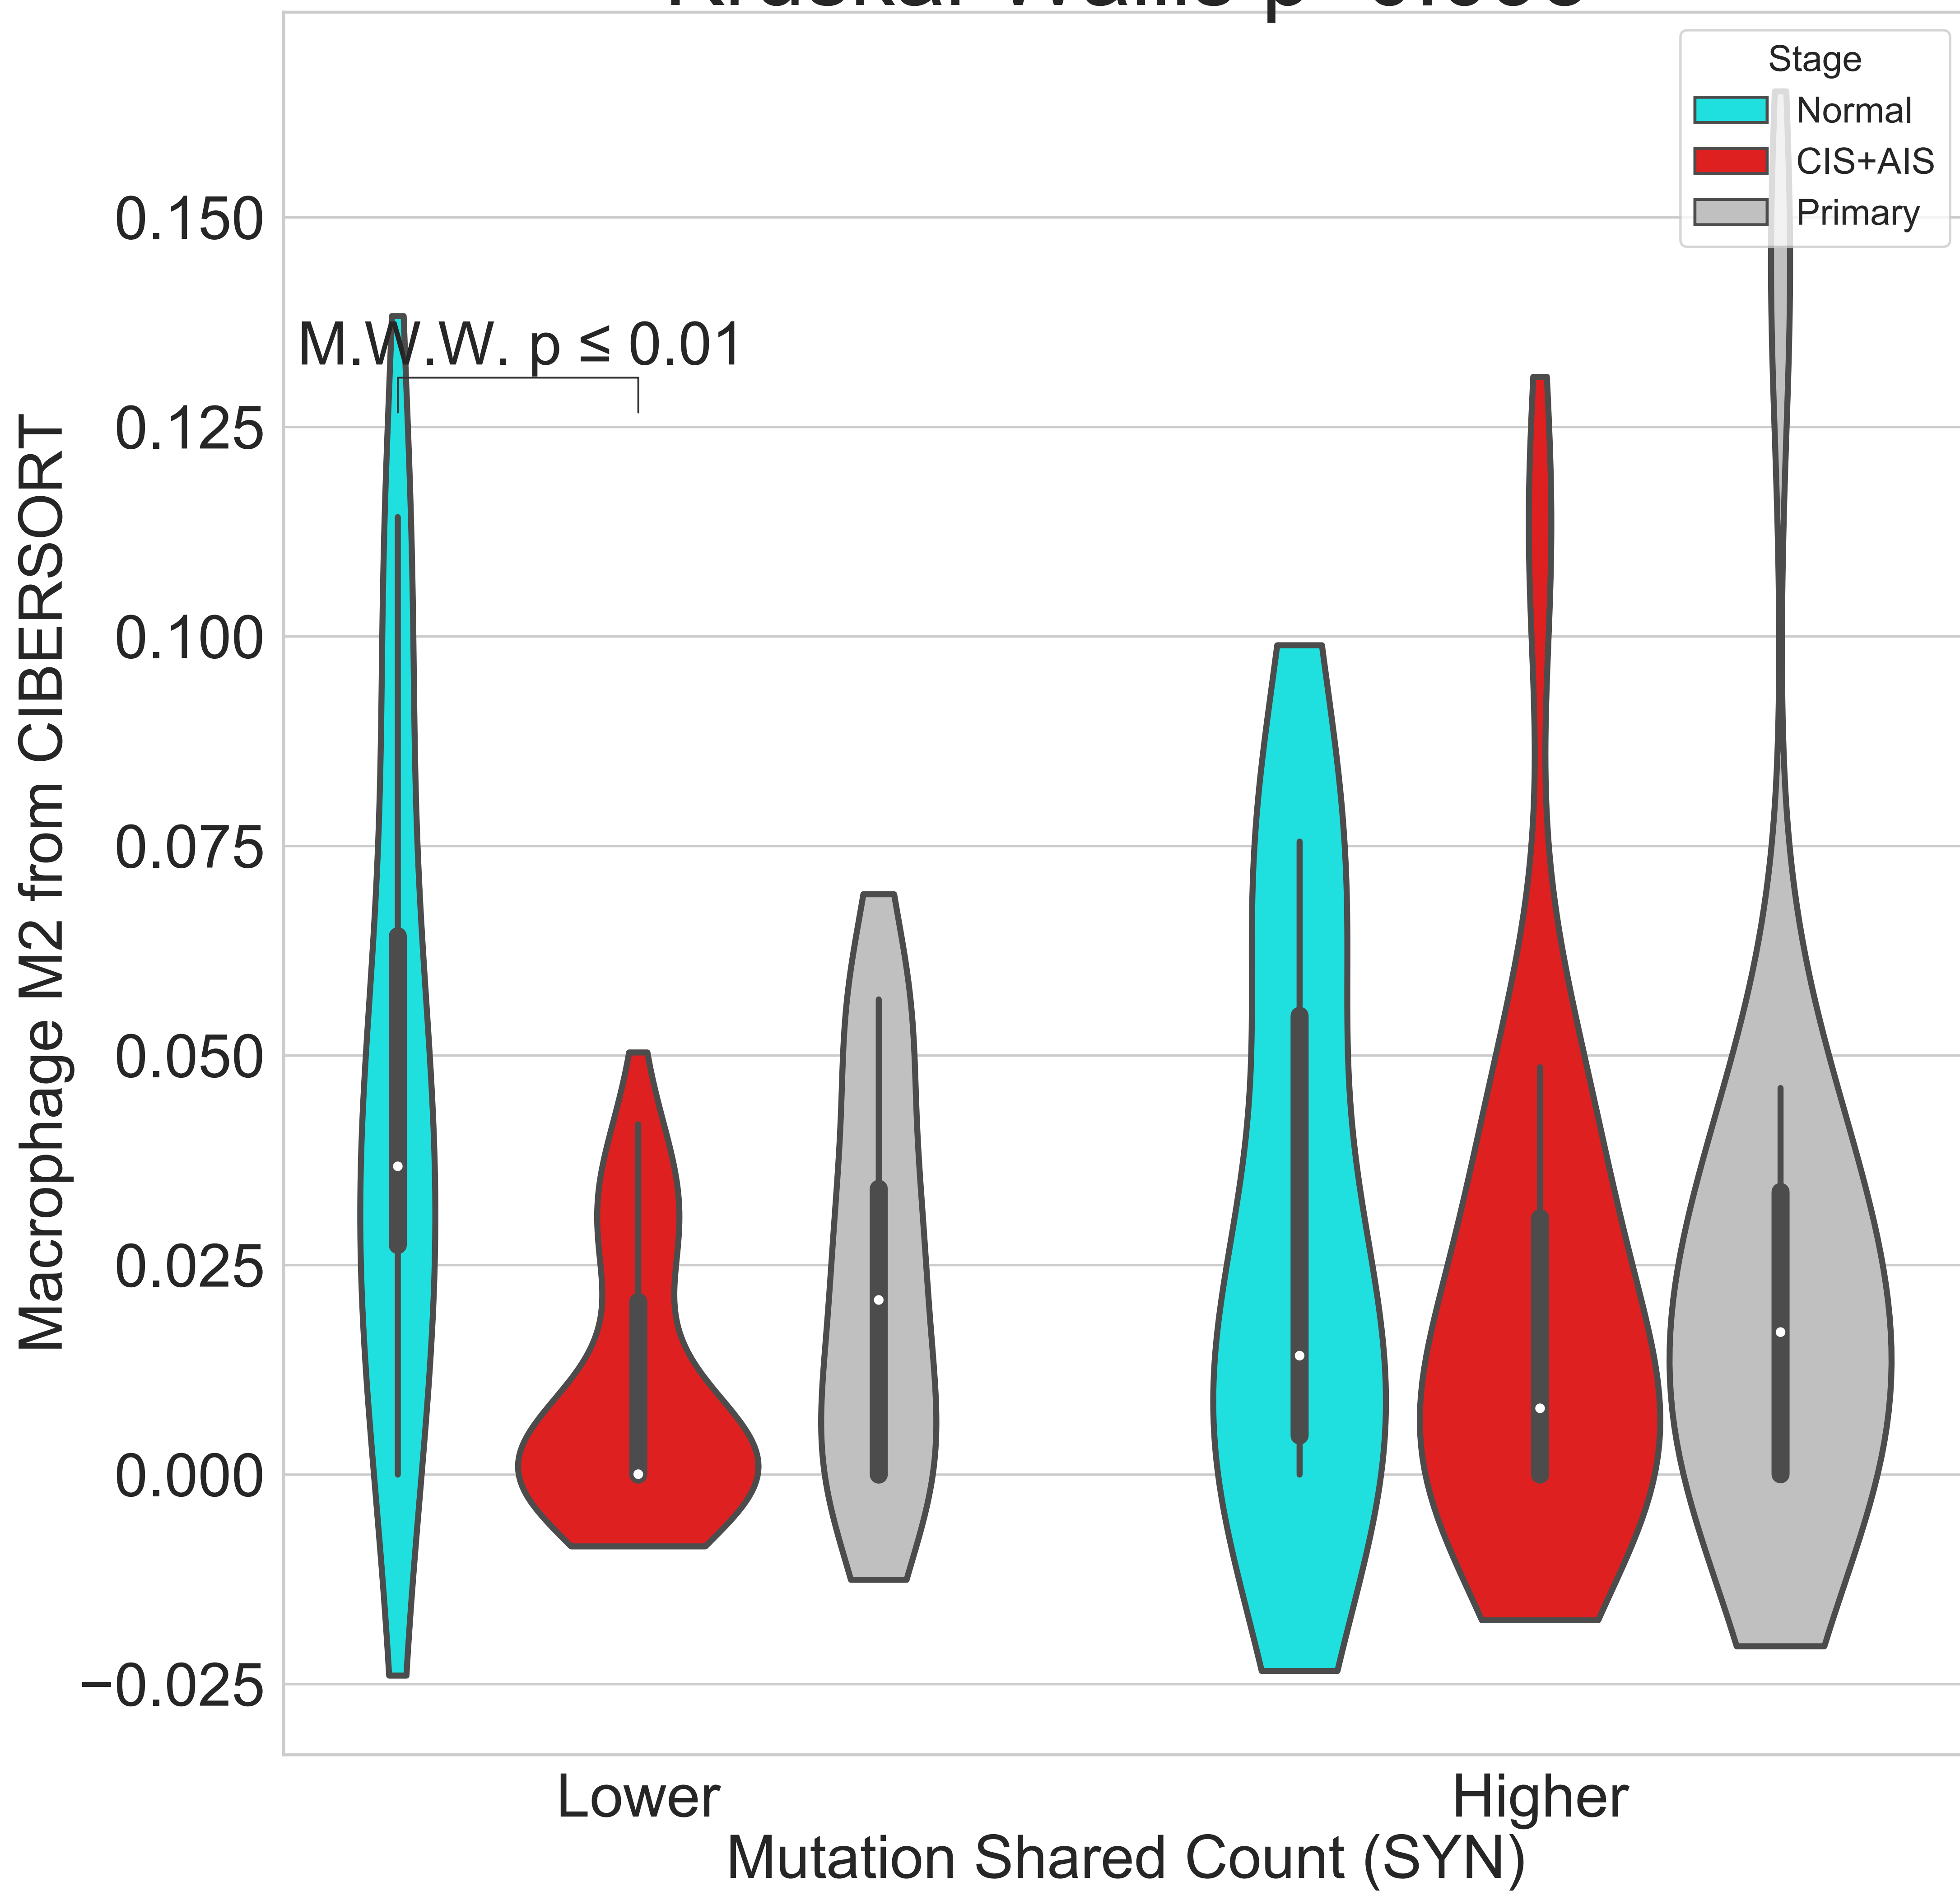 Stage
Normal
CIS+AIS
Primary
M.W.W. p ≤ 0.01
0.150
0.125
0.100
0.075
0.050
0.025
0.000
−0.025
Macrophage M2 from CIBERSORT
Lower
Higher
Mutation Shared Count (SYN)